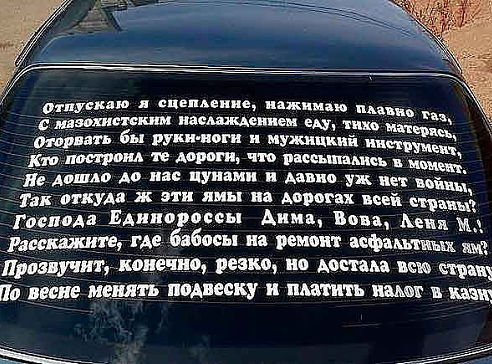 Отпускаю я сцепление, нажимаю плавно газ,
С мазохистским наслаждением еду, тихо матерясь,
Оторвать бы руки-ноги и мужицкий инструмент,
Кто построил те дороги, что рассыпались в момент.
Не дошло до нас цунами и давно уж нет войны,
Так откуда ж эти ямы на дорогах всей страны?
Господа Единороссы Дима, Вова, Леня М.!
Расскажите, где бабосы на ремонт асфальтных ям?
Прозвучит, конечно, резко, но достала всю страну
По весне менять подвеску и платить налог в казну